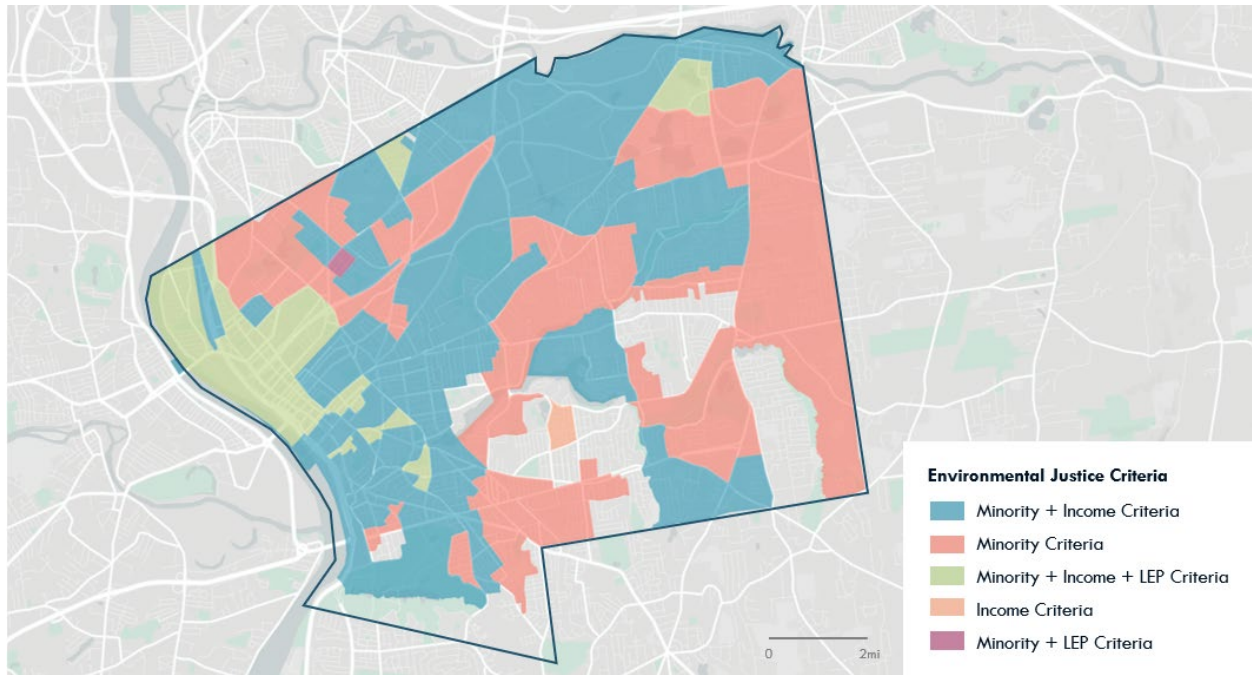 Environmental Justice Criteria
Minority + Income Criteria
Minority Criteria
Minority + Income + LEP Criteria
Income Criteria
Minority + LEP Criteria
0 2mi